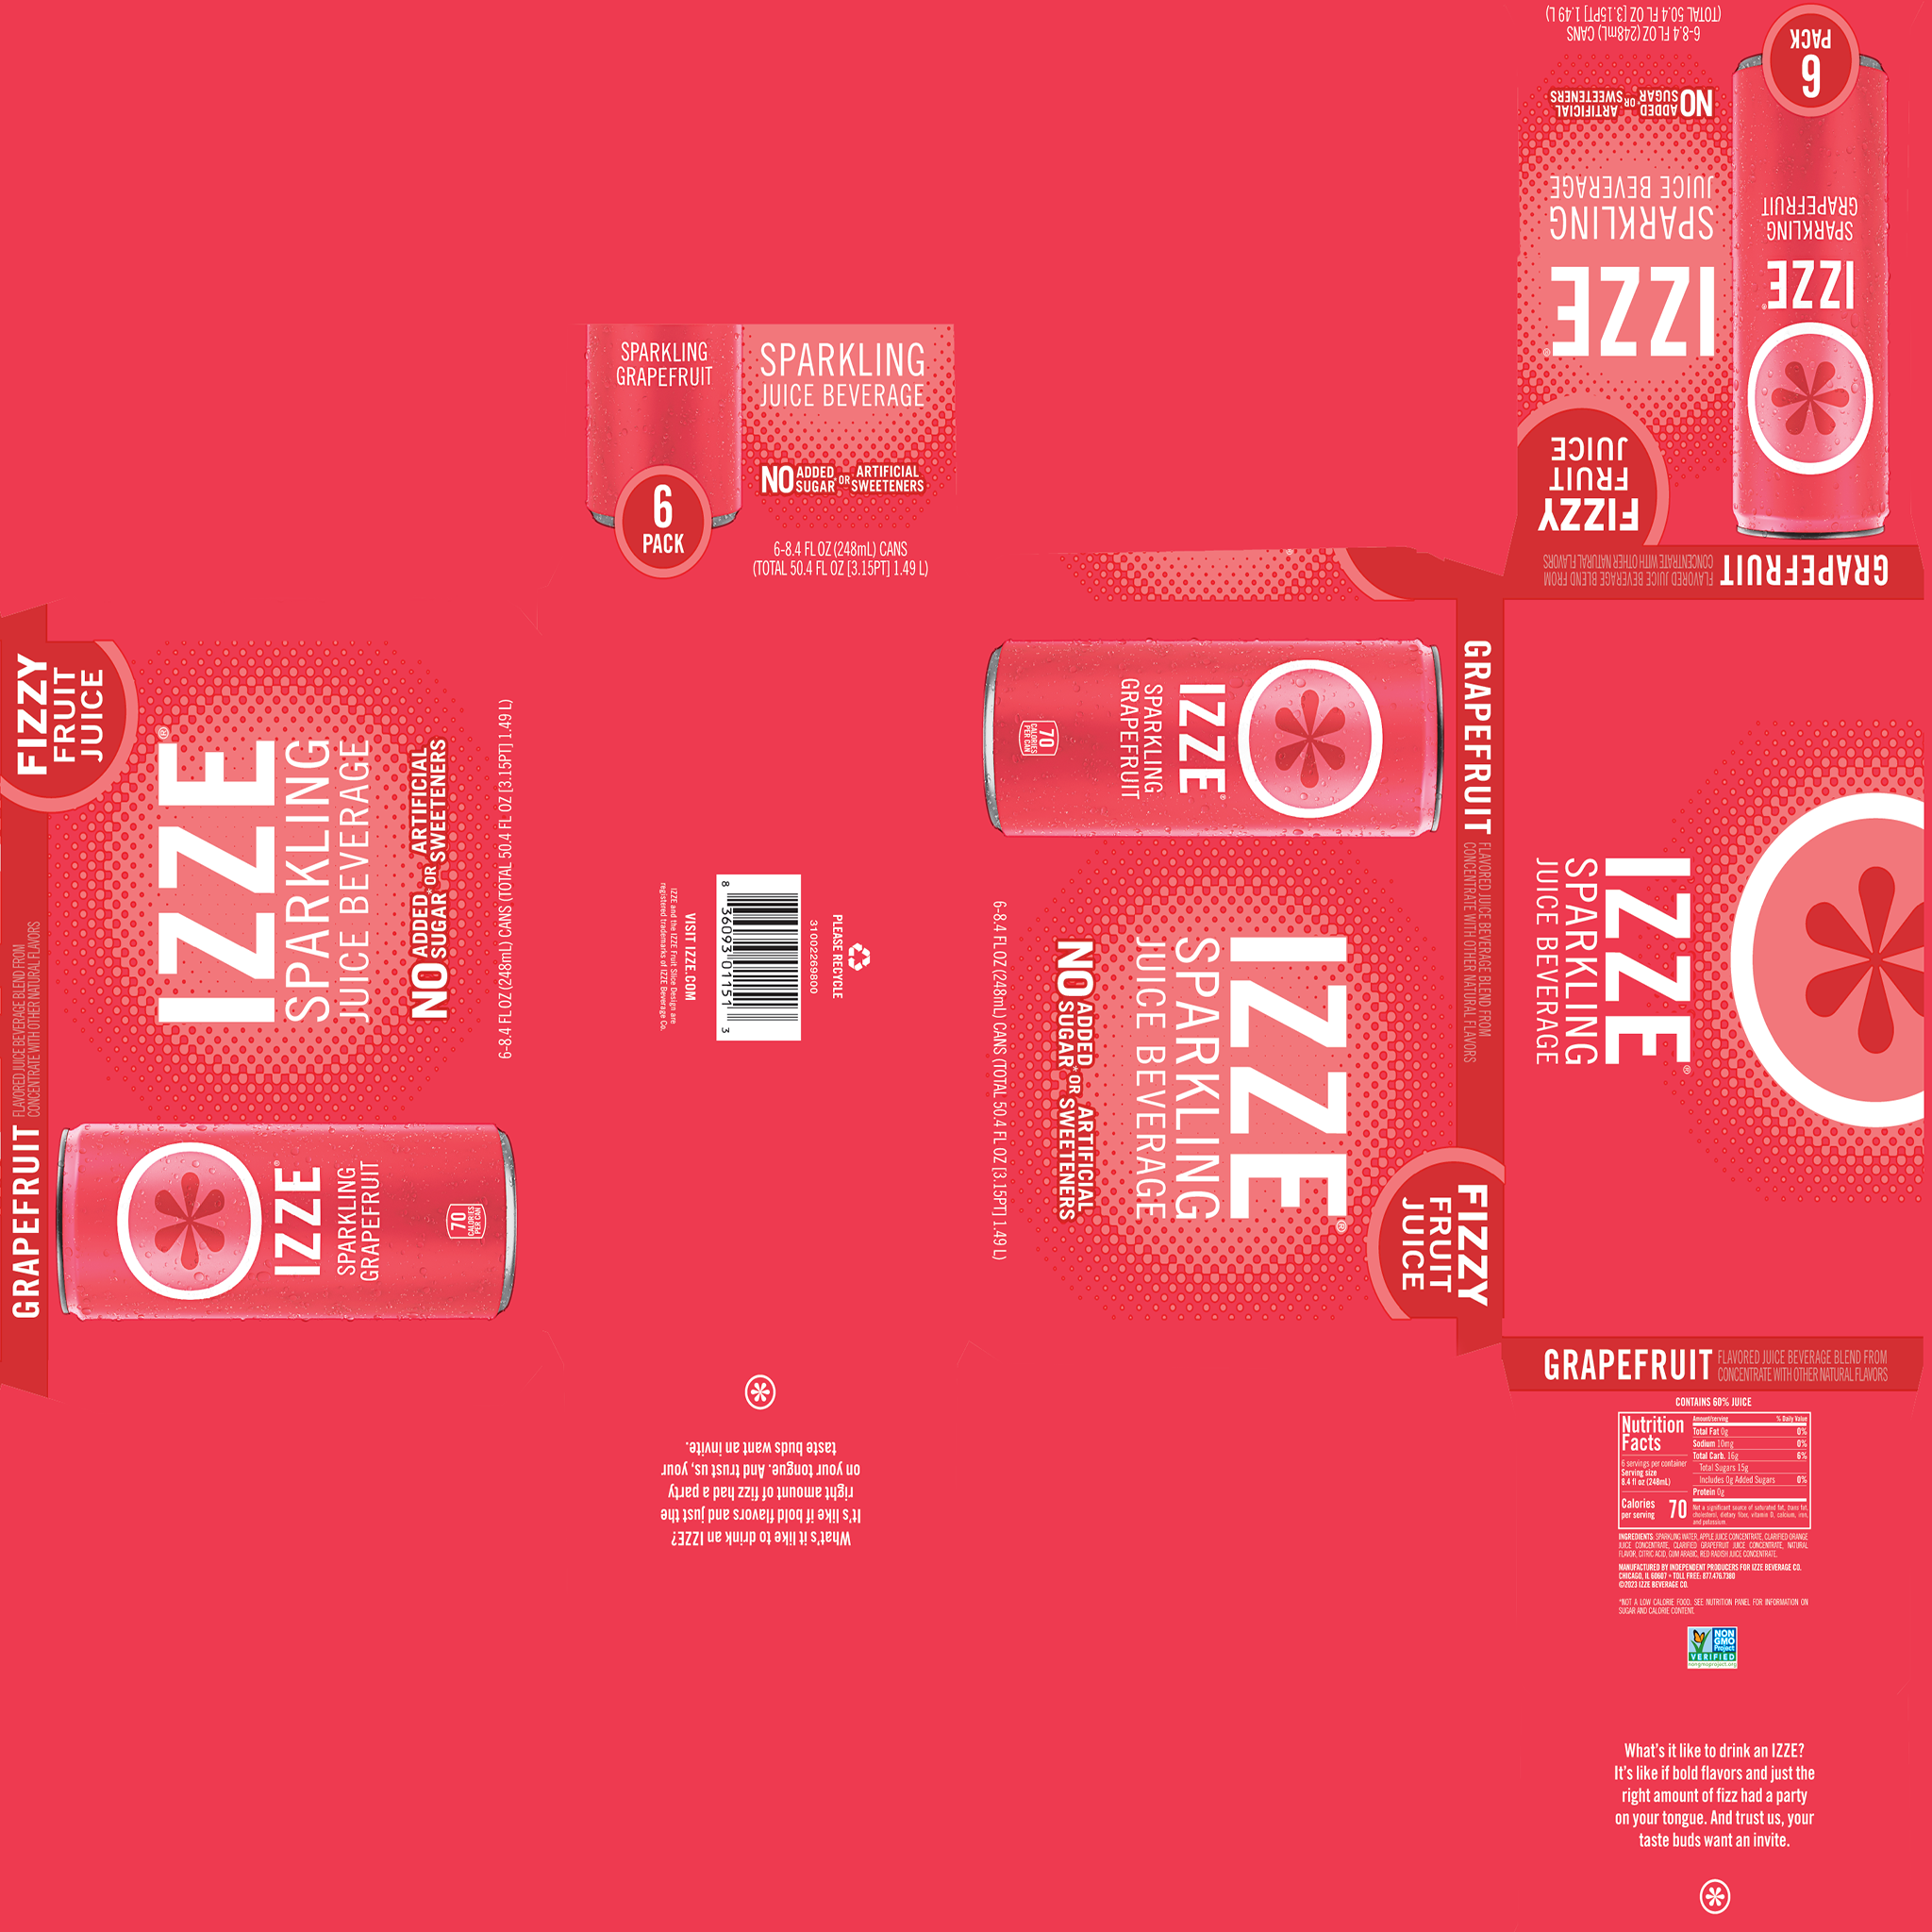 6-8.4 FL OZ (248mL) CANS
(TOTAL 50.4 FL OZ [3.15PT] 1.49 L)
6
PACK
NO ADDED SUGAR OR ARTIFICIAL SWEETENERS
SPARKLING
JUICE BEVERAGE
IZZE®
SPARKLING
GRAPEFRUIT
IZZE
FIZZY
FRUIT
JUICE
GRAPEFRUIT
FLAVORED JUICE BEVERAGE BLEND FROM
CONCENTRATE WITH OTHER NATURAL FLAVORS
SPARKLING
GRAPEFRUIT
6
PACK
SPARKLING
JUICE BEVERAGE
NO ADDED SUGAR* OR ARTIFICIAL SWEETENERS
6-8.4 FL OZ (248mL) CANS
(TOTAL 50.4 FL OZ [3.15PT] 1.49 L)
FIZZY
FRUIT
JUICE
IZZE®
SPARKLING
JUICE BEVERAGE
NO ADDED SUGAR* OR ARTIFICIAL SWEETENERS
6-8.4 FL OZ (248mL) CANS (TOTAL 50.4 FL OZ [3.15PT] 1.49 L)
GRAPEFRUIT
FLAVORED JUICE BEVERAGE BLEND FROM
CONCENTRATE WITH OTHER NATURAL FLAVORS
IZZE®
SPARKLING
GRAPEFRUIT
70
CALORIES
PER CAN
PLEASE RECYCLE
31002269800
8 36093 01151 3
VISIT IZZE.COM
IZZE and the IZZE Fruit Slice Design are
registered trademarks of IZZE Beverage Co.
What's it like to drink an IZZE?
It's like if bold flavors and just the
right amount of fizz had a party
on your tongue. And trust us, your
taste buds want an invite.
IZZE®
SPARKLING
GRAPEFRUIT
70
CALORIES
PER CAN
GRAPEFRUIT
FLAVORED JUICE BEVERAGE BLEND FROM
CONCENTRATE WITH OTHER NATURAL FLAVORS
FIZZY
FRUIT
JUICE
IZZE®
SPARKLING
JUICE BEVERAGE
NO ADDED SUGAR* OR ARTIFICIAL SWEETENERS
6-8.4 FL OZ (248mL) CANS (TOTAL 50.4 FL OZ [3.15PT] 1.49 L)
IZZE®
SPARKLING
JUICE BEVERAGE
GRAPEFRUIT
FLAVORED JUICE BEVERAGE BLEND FROM
CONCENTRATE WITH OTHER NATURAL FLAVORS
CONTAINS 60% JUICE
Nutrition
Facts
6 servings per container
Serving size
8.4 fl oz (248mL)
Calories
per serving
70
Amount/serving % Daily Value
Total Fat 0g 0%
Sodium 10mg 0%
Total Carb. 16g 6%
Total Sugars 15g
Includes 0g Added Sugars 0%
Protein 0g
Not a significant source of saturated fat, trans fat,
cholesterol, dietary fiber, vitamin D, calcium, iron,
and potassium.
INGREDIENTS: SPARKLING WATER, APPLE JUICE CONCENTRATE, CLARIFIED ORANGE
JUICE CONCENTRATE, CLARIFIED GRAPEFRUIT JUICE CONCENTRATE, NATURAL
FLAVOR, CITRIC ACID, GUM ARABIC, RED RADISH JUICE CONCENTRATE.
MANUFACTURED BY INDEPENDENT PRODUCERS FOR IZZE BEVERAGE CO.
CHICAGO, IL 60607 • TOLL FREE: 877.476.7380
©2023 IZZE BEVERAGE CO.
*NOT A LOW CALORIE FOOD. SEE NUTRITION PANEL FOR INFORMATION ON
SUGAR AND CALORIE CONTENT.
NON
GMO
Project
VERIFIED
nongmoproject.org
What's it like to drink an IZZE?
It's like if bold flavors and just the
right amount of fizz had a party
on your tongue. And trust us, your
taste buds want an invite.